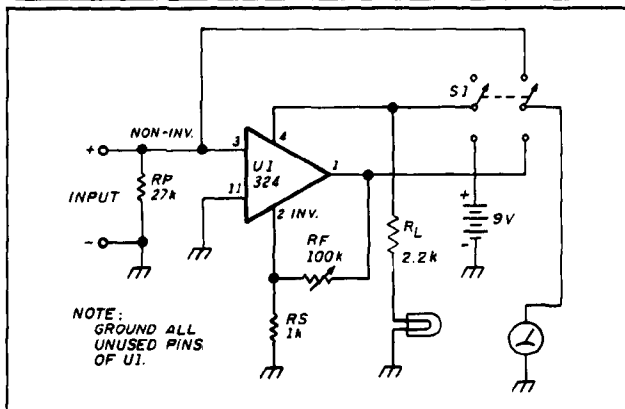 S1
NON-INV.
+
3
4
1
U1
324
RP
27k
INPUT
11
2 INV.
-
RF
100k
RL
2.2k
+
-
9V
RS
1k
NOTE:
GROUND ALL
UNUSED PINS
OF U1.